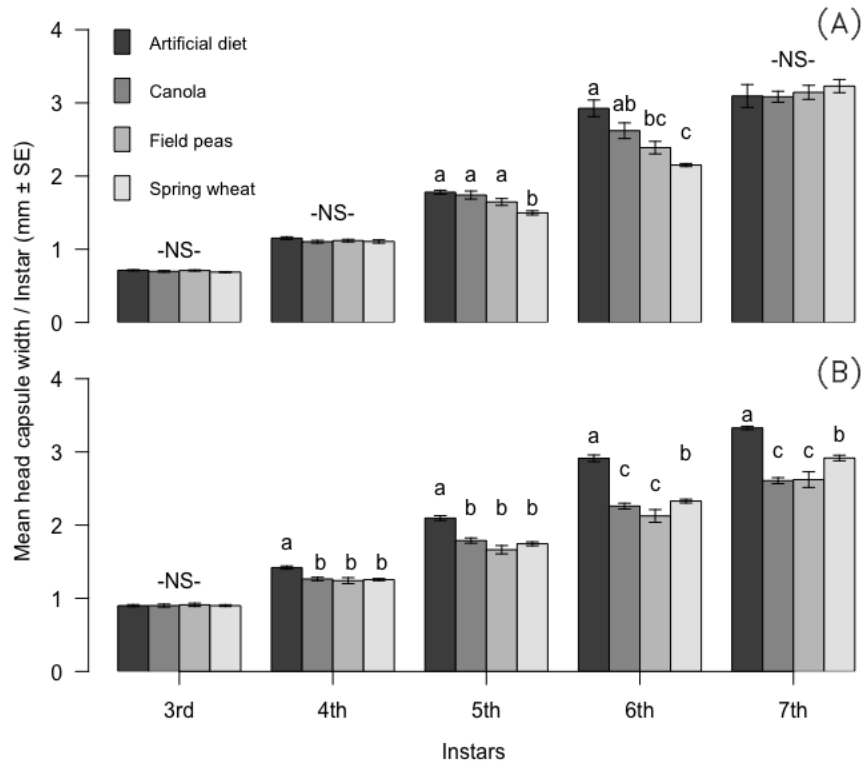 Mean head capsule width / Instar (mm ± SE)
(A)
4
3
2
1
0
Artificial diet
Canola
Field peas
Spring wheat
-NS-
-NS-
a a a b
a ab bc c
-NS-
(B)
4
3
2
1
0
-NS-
a b b b
a b b b
a c c b
a c c b
3rd 4th 5th 6th 7th
Instars